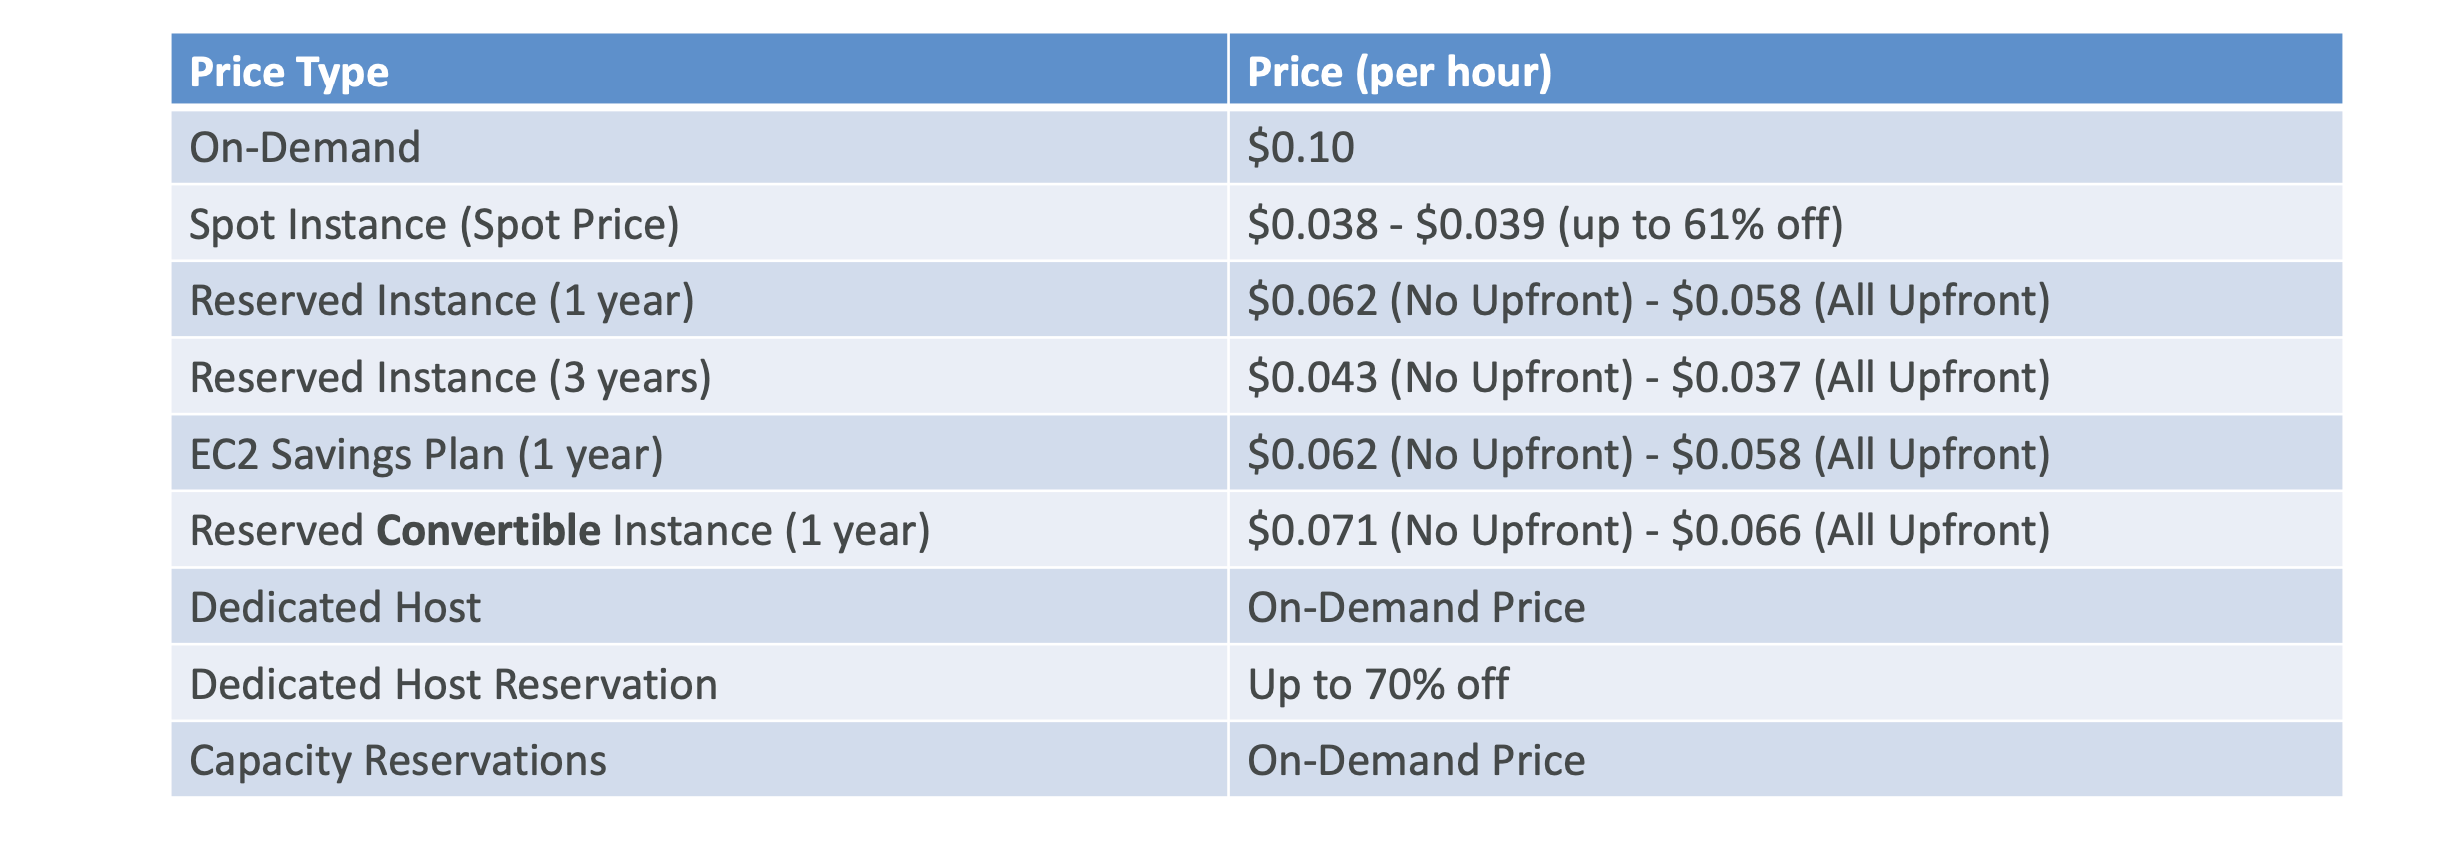 Price Type Price (per hour)
On-Demand $0.10
Spot Instance (Spot Price) $0.038 - $0.039 (up to 61% off)
Reserved Instance (1 year) $0.062 (No Upfront) - $0.058 (All Upfront)
Reserved Instance (3 years) $0.043 (No Upfront) - $0.037 (All Upfront)
EC2 Savings Plan (1 year) $0.062 (No Upfront) - $0.058 (All Upfront)
Reserved Convertible Instance (1 year) $0.071 (No Upfront) - $0.066 (All Upfront)
Dedicated Host On-Demand Price
Dedicated Host Reservation Up to 70% off
Capacity Reservations On-Demand Price